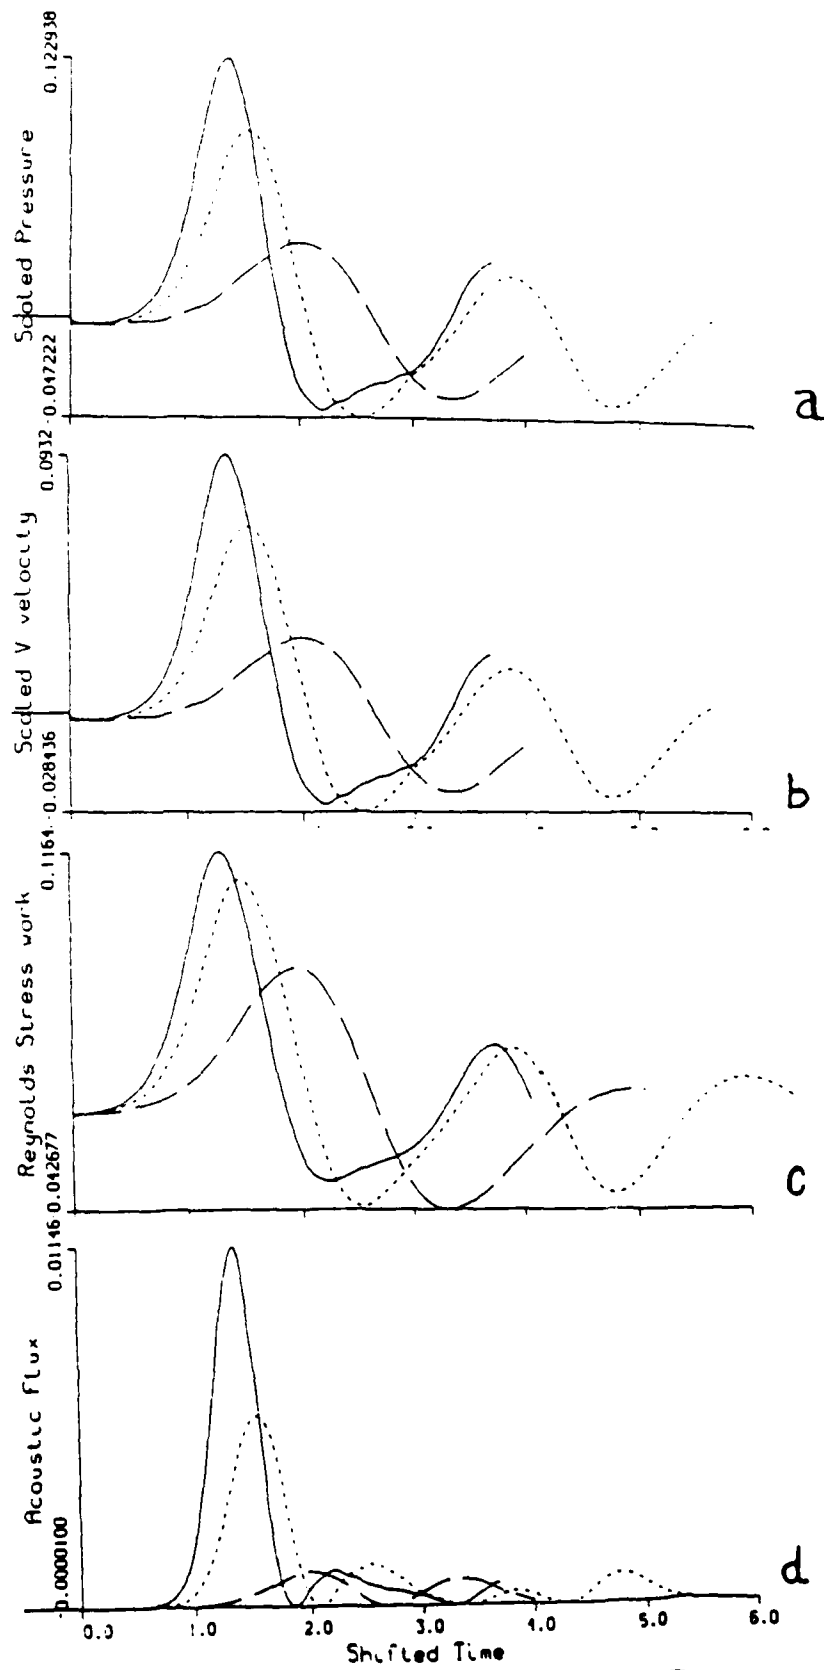 0.122938
Scaled Pressure
-0.047222
a
0.0932
Scaled V velocity
-0.028436
b
0.1164
Reynolds Stress work
-0.042677
c
0.01146
Acoustic flux
-0.0000100
d
0.0 1.0 2.0 3.0 4.0 5.0 6.0
Shifted Time